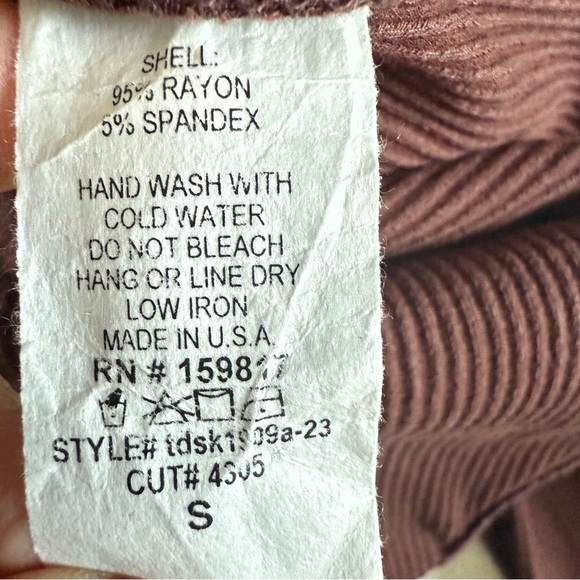 SHELL:
95% RAYON
5% SPANDEX
HAND WASH WITH
COLD WATER
DO NOT BLEACH
HANG OR LINE DRY
LOW IRON
MADE IN U.S.A.
RN #
STYLE#
CUT# 4305
S